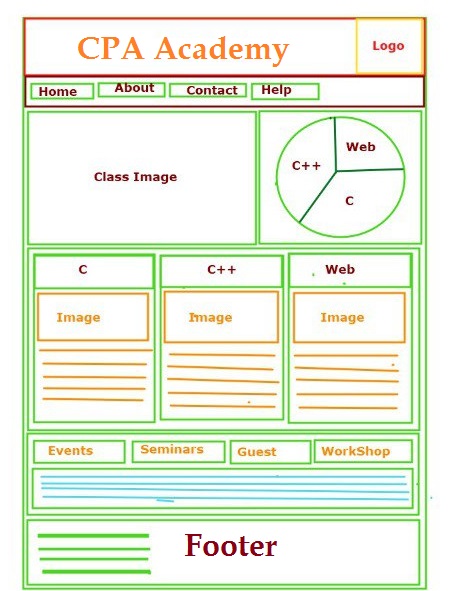 CPA Academy
Logo
Home About Contact Help
Class Image
C++ Web
C
C C++ Web
Image Image Image
Events Seminars Guest WorkShop
Footer